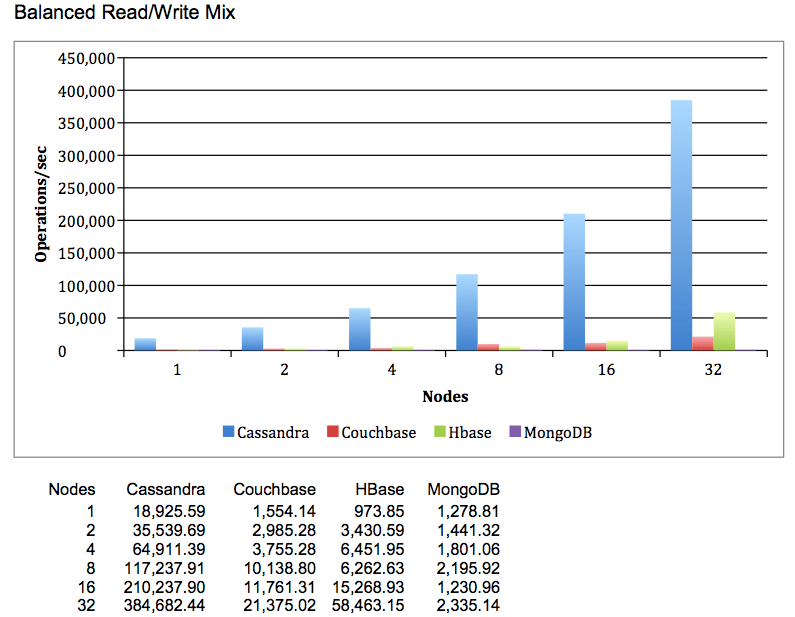 Balanced Read/Write Mix
450,000
400,000
350,000
300,000
250,000
200,000
150,000
100,000
50,000
0
Operations/sec
1 2 4 8 16 32
Nodes
Cassandra Couchbase Hbase MongoDB
Nodes Cassandra Couchbase HBase MongoDB
1 18,925.59 1,554.14 973.85 1,278.81
2 35,539.69 2,985.28 3,430.59 1,441.32
4 64,911.39 3,755.28 6,451.95 1,801.06
8 117,237.91 10,138.80 6,262.63 2,195.92
16 210,237.90 11,761.31 15,268.93 1,230.96
32 384,682.44 21,375.02 58,463.15 2,335.14